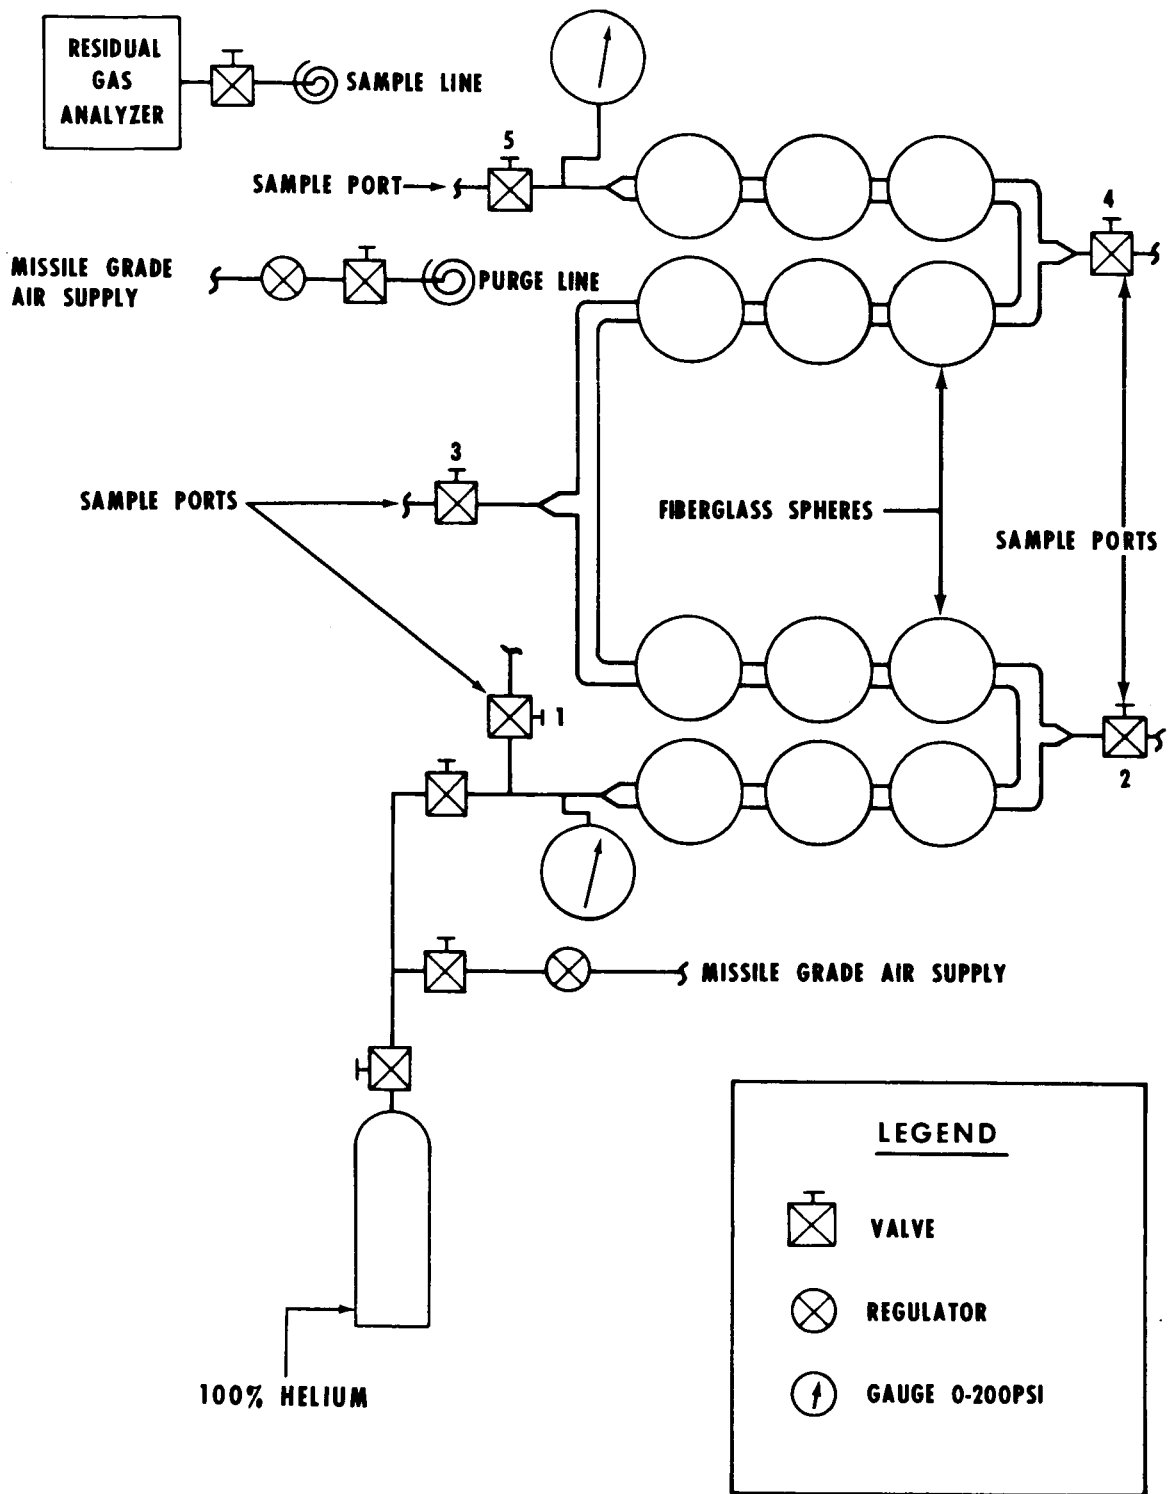 RESIDUAL
GAS
ANALYZER
SAMPLE LINE
5
SAMPLE PORT
4
MISSILE GRADE
AIR SUPPLY
PURGE LINE
3
SAMPLE PORTS
FIBERGLASS SPHERES
SAMPLE PORTS
1
2
MISSILE GRADE AIR SUPPLY
LEGEND
VALVE
REGULATOR
GAUGE 0-200PSI
100% HELIUM